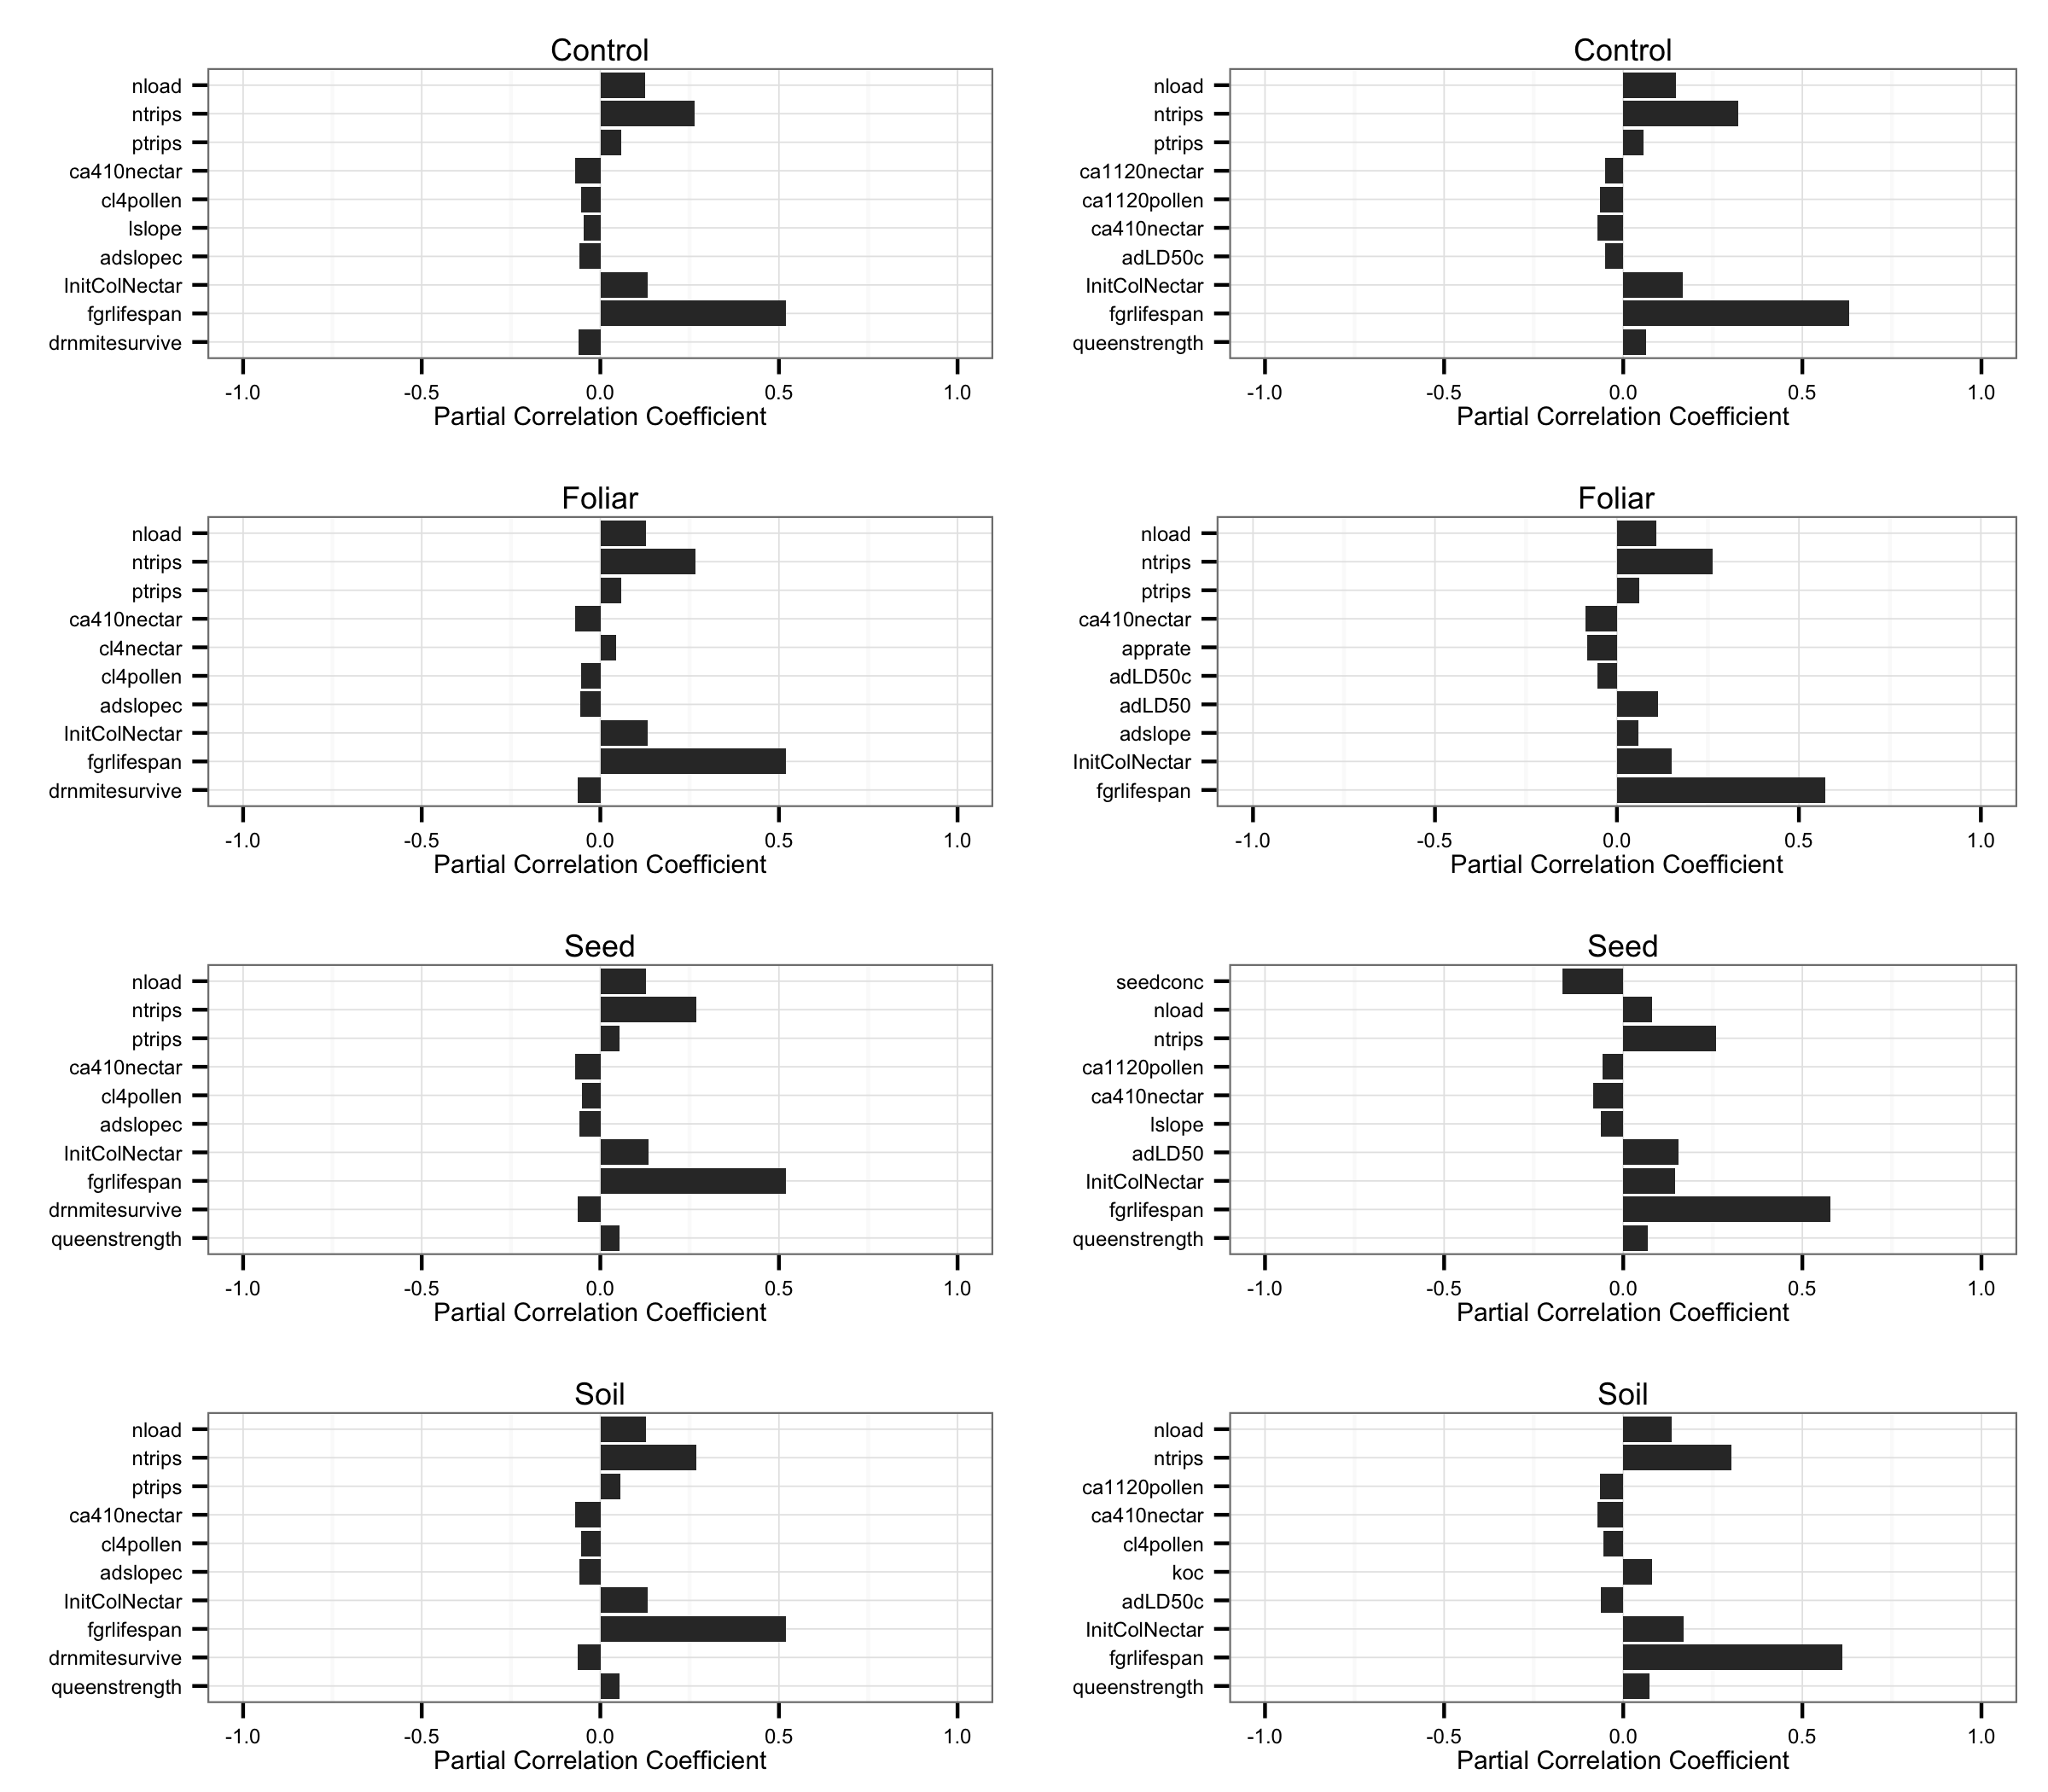 Control
nload
ntrips
ptrips
ca410nectar
cl4pollen
lslope
adslopec
InitColNectar
fgrlifespan
drnmitesurvive
-1.0 -0.5 0.0 0.5 1.0
Partial Correlation Coefficient
Control
nload
ntrips
ptrips
ca1120nectar
ca1120pollen
ca410nectar
adLD50c
InitColNectar
fgrlifespan
queenstrength
-1.0 -0.5 0.0 0.5 1.0
Partial Correlation Coefficient
Foliar
nload
ntrips
ptrips
ca410nectar
cl4nectar
cl4pollen
adslopec
InitColNectar
fgrlifespan
drnmitesurvive
-1.0 -0.5 0.0 0.5 1.0
Partial Correlation Coefficient
Foliar
nload
ntrips
ptrips
ca410nectar
apprate
adLD50c
adLD50
adslope
InitColNectar
fgrlifespan
-1.0 -0.5 0.0 0.5 1.0
Partial Correlation Coefficient
Seed
nload
ntrips
ptrips
ca410nectar
cl4pollen
adslopec
InitColNectar
fgrlifespan
drnmitesurvive
queenstrength
-1.0 -0.5 0.0 0.5 1.0
Partial Correlation Coefficient
Seed
seedconc
nload
ntrips
ca1120pollen
ca410nectar
lslope
adLD50
InitColNectar
fgrlifespan
queenstrength
-1.0 -0.5 0.0 0.5 1.0
Partial Correlation Coefficient
Soil
nload
ntrips
ptrips
ca410nectar
cl4pollen
adslopec
InitColNectar
fgrlifespan
drnmitesurvive
queenstrength
-1.0 -0.5 0.0 0.5 1.0
Partial Correlation Coefficient
Soil
nload
ntrips
ca1120pollen
ca410nectar
cl4pollen
koc
adLD50c
InitColNectar
fgrlifespan
queenstrength
-1.0 -0.5 0.0 0.5 1.0
Partial Correlation Coefficient